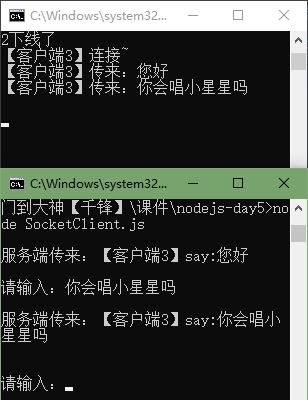 C:\Windows\system32...
2下线了
【客户端3】连接~
【客户端3】传来：您好
【客户端3】传来：你会唱小星星吗
C:\Windows\system32...
门到大神【千锋】\课件\nodejs-day5>no
de SocketClient.js
服务端传来：【客户端3】say:您好
请输入：你会唱小星星吗
服务端传来：【客户端3】say:你会唱小
星星吗
请输入：